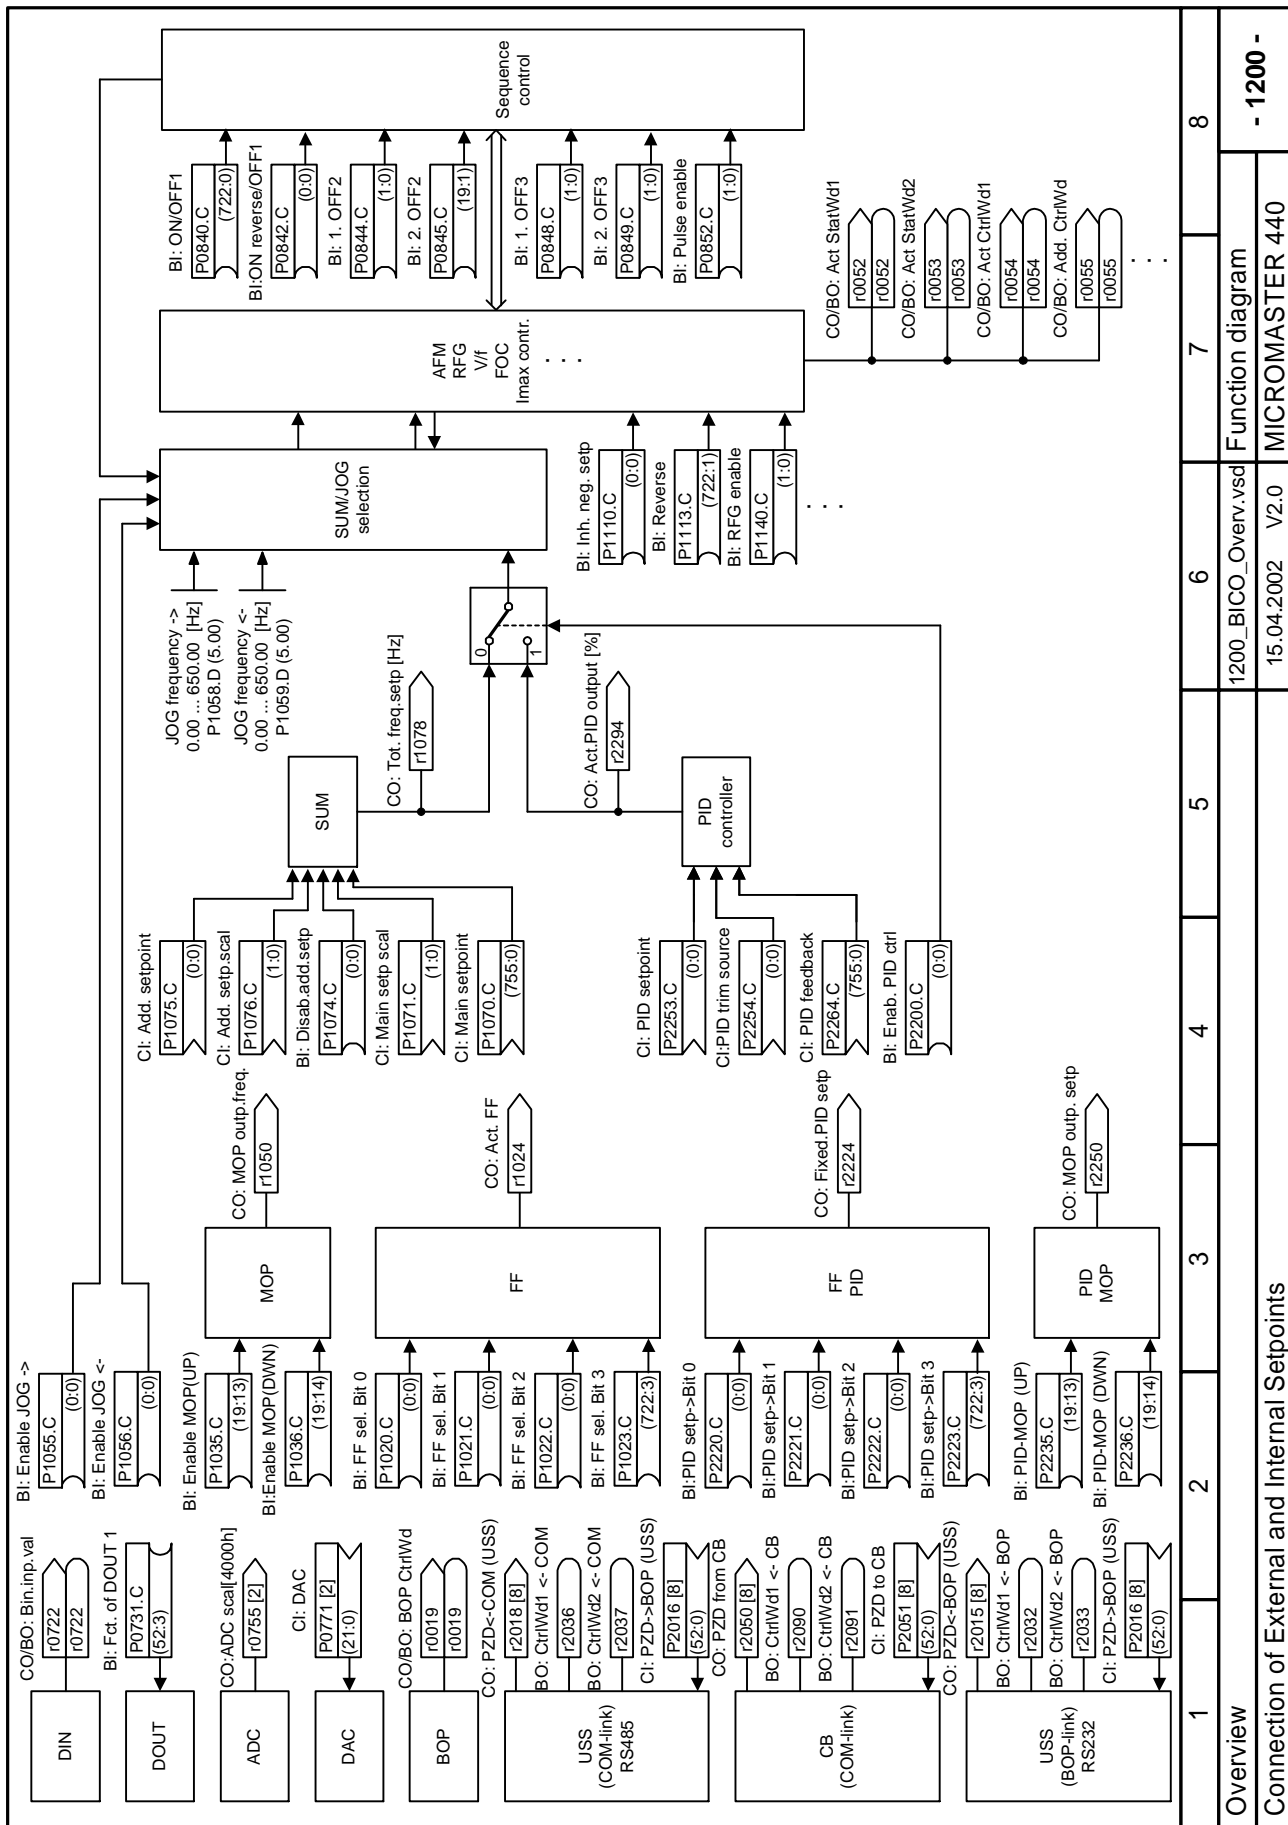 DIN
CO/BO: Bin.inp.val
r0722
r0722
DOUT
BI: Fct. of DOUT 1
P0731.C
(52:3)
ADC
CO:ADC scal[4000h]
r0755 [2]
DAC
CI: DAC
P0771 [2]
(21:0)
BOP
CO/BO: BOP CtrlWd
r0019
r0019
USS
(COM-link)
RS485
CO: PZD<-COM (USS)
r2018 [8]
BO: CtrlWd1 <- COM
r2036
BO: CtrlWd2 <- COM
r2037
CI: PZD->BOP (USS)
P2016 [8]
(52:0)
CB
(COM-link)
CO: PZD from CB
r2050 [8]
BO: CtrlWd1 <- CB
r2090
BO: CtrlWd2 <- CB
r2091
CI: PZD to CB
P2051 [8]
(52:0)
USS
(BOP-link)
RS232
CO: PZD<-BOP (USS)
r2015 [8]
BO: CtrlWd1 <- BOP
r2032
BO: CtrlWd2 <- BOP
r2033
CI: PZD->BOP (USS)
P2016 [8]
(52:0)
BI: Enable JOG ->
P1055.C
(0:0)
BI: Enable JOG <-
P1056.C
(0:0)
BI: Enable MOP(UP)
P1035.C
(19:13)
BI:Enable MOP(DWN)
P1036.C
(19:14)
MOP
CO: MOP outp.freq.
r1050
BI: FF sel. Bit 0
P1020.C
(0:0)
BI: FF sel. Bit 1
P1021.C
(0:0)
BI: FF sel. Bit 2
P1022.C
(0:0)
BI: FF sel. Bit 3
P1023.C
(722:3)
FF
CO: Act. FF
r1024
BI:PID setp->Bit 0
P2220.C
(0:0)
BI:PID setp->Bit 1
P2221.C
(0:0)
BI:PID setp->Bit 2
P2222.C
(0:0)
BI:PID setp->Bit 3
P2223.C
(722:3)
FF
PID
CO: Fixed.PID setp
r2224
BI: PID-MOP (UP)
P2235.C
(19:13)
BI: PID-MOP (DWN)
P2236.C
(19:14)
PID
MOP
CO: MOP outp. setp
r2250
CI: Add. setpoint
P1075.C
(0:0)
CI: Add. setp.scal
P1076.C
(1:0)
BI: Disab.add.setp
P1074.C
(0:0)
CI: Main setp scal
P1071.C
(1:0)
CI: Main setpoint
P1070.C
(755:0)
SUM
CO: Tot. freq.setp [Hz]
r1078
CI: PID setpoint
P2253.C
(0:0)
CI:PID trim source
P2254.C
(0:0)
CI: PID feedback
P2264.C
(755:0)
BI: Enab. PID ctrl
P2200.C
(0:0)
PID
controller
CO: Act.PID output [%]
r2294
JOG frequency ->
0.00 ... 650.00 [Hz]
P1058.D (5.00)
JOG frequency <-
0.00 ... 650.00 [Hz]
P1059.D (5.00)
0
1
SUM/JOG
selection
BI: Inh. neg. setp
P1110.C
(0:0)
BI: Reverse
P1113.C
(722:1)
BI: RFG enable
P1140.C
(1:0)
. . .
AFM
RFG
V/f
FOC
Imax contr.
. . .
BI: ON/OFF1
P0840.C
(722:0)
BI:ON reverse/OFF1
P0842.C
(0:0)
BI: 1. OFF2
P0844.C
(1:0)
BI: 2. OFF2
P0845.C
(19:1)
BI: 1. OFF3
P0848.C
(1:0)
BI: 2. OFF3
P0849.C
(1:0)
BI: Pulse enable
P0852.C
(1:0)
Sequence
control
CO/BO: Act StatWd1
r0052
r0052
CO/BO: Act StatWd2
r0053
r0053
CO/BO: Act CtrlWd1
r0054
r0054
CO/BO: Add. CtrlWd
r0055
r0055
. . .
1 2 3 4 5 6 7 8
Overview
1200_BICO_Overv.vsd
Function diagram
- 1200 -
Connection of External and Internal Setpoints
15.04.2002 V2.0
MICROMASTER 440